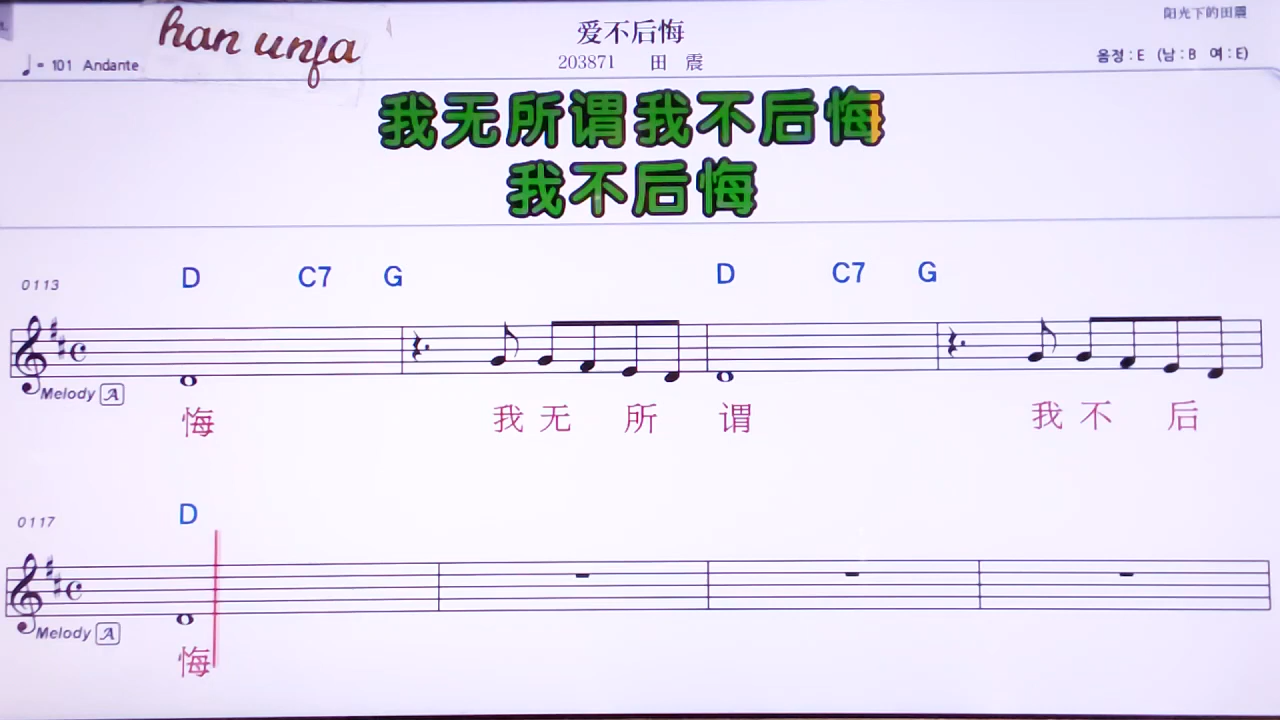 han unfa
爱不后悔
阳光下的田震
♩= 101 Andante
203871 田 震
음정 : E (남 : B 여 : E)
我无所谓我不后悔
我不后悔
0113 D C7 G D C7 G
Melody A
悔 我 无 所 谓 我 不 后
0117 D
Melody A
悔